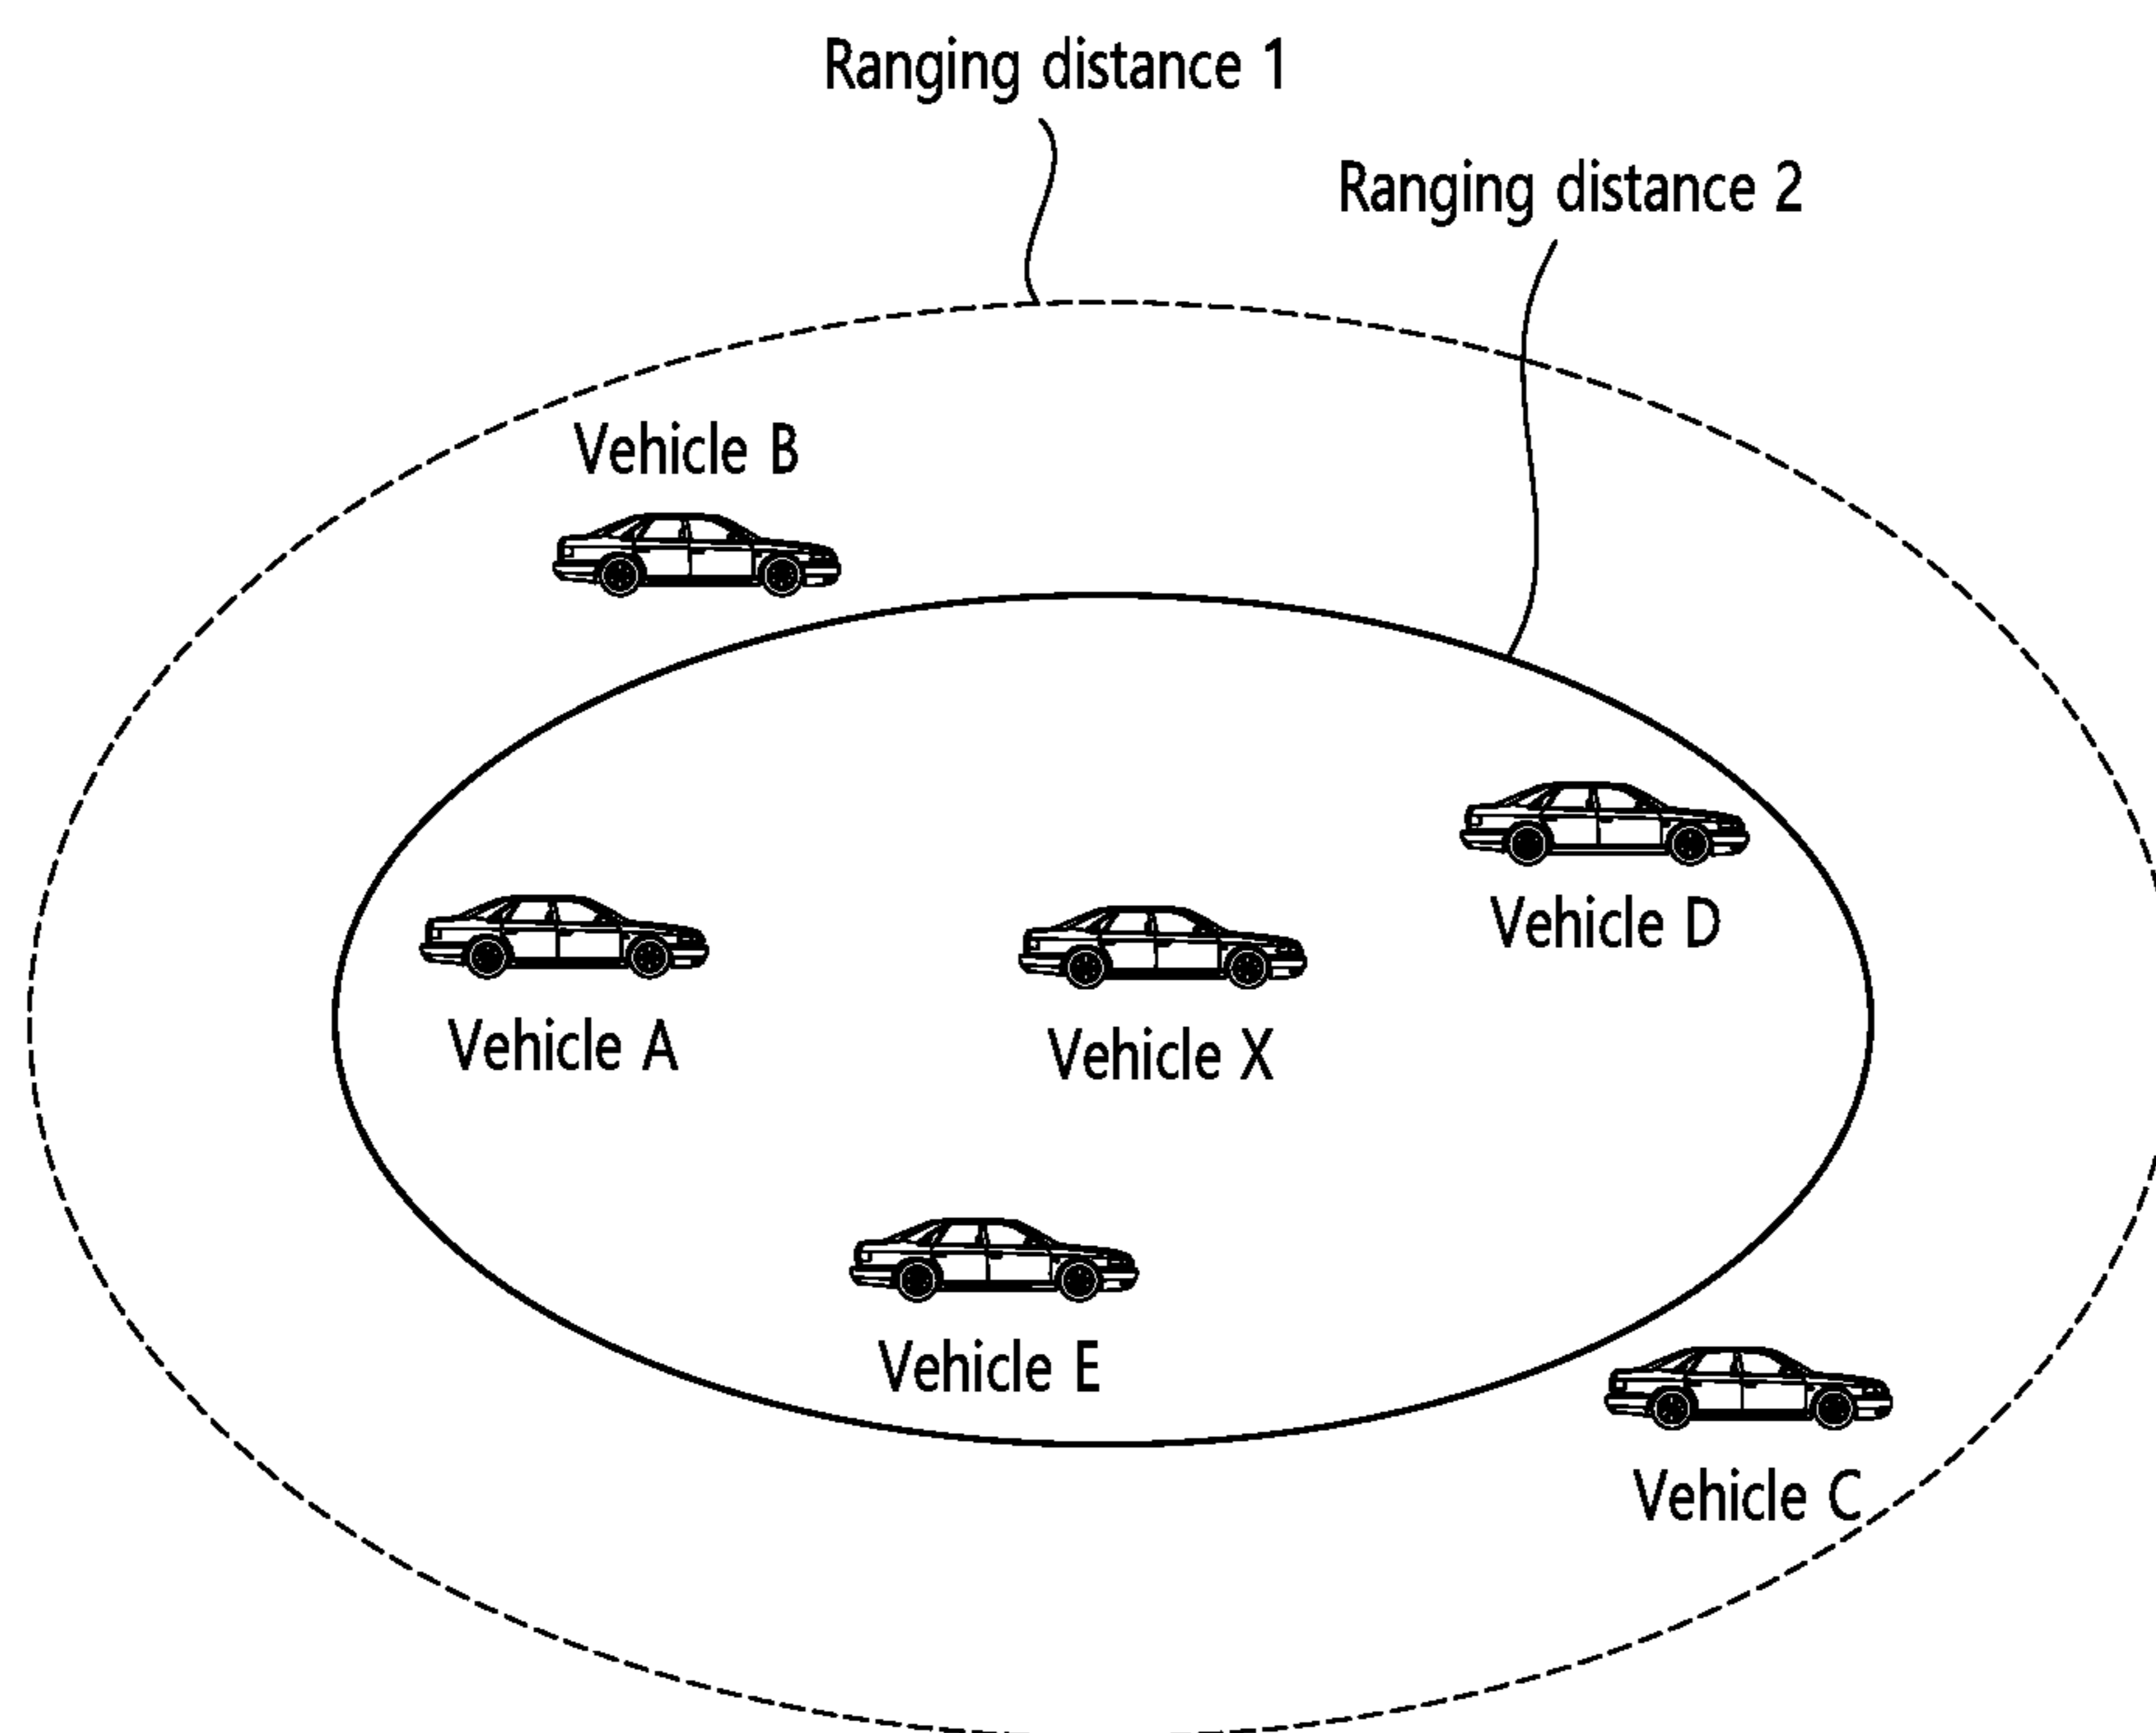 Ranging distance 1
Ranging distance 2
Vehicle B
Vehicle D
Vehicle A
Vehicle X
Vehicle E
Vehicle C